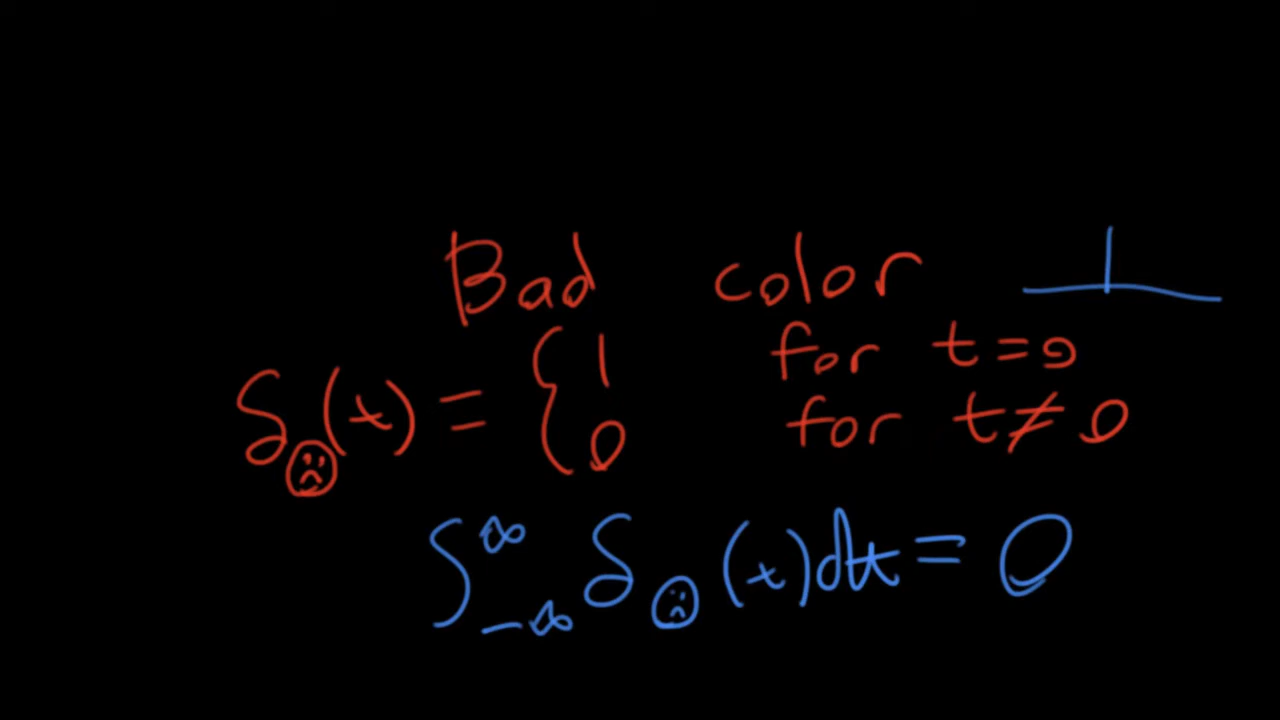 Bad color
δ☹(t) = { 1 for t=0
0 for t≠0
∫_{-∞}^{∞} δ☹(t)dt = 0